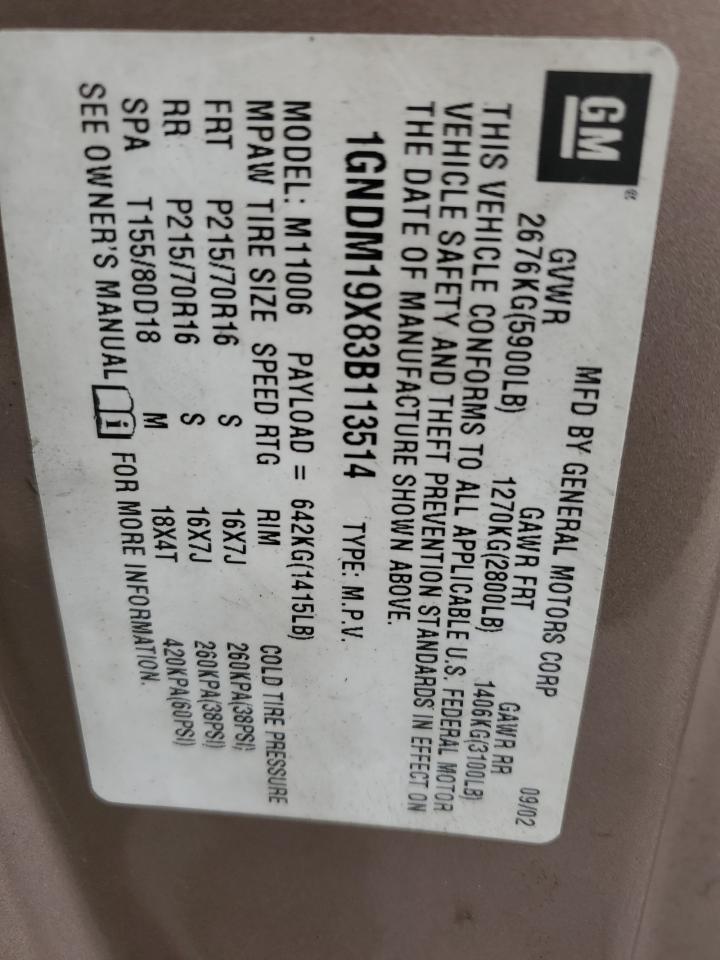 GM®
MFD BY GENERAL MOTORS CORP 09/02
GVWR GAWR FRT GAWR RR
2676KG(5900LB) 1270KG(2800LB) 1406KG(3100LB)
THIS VEHICLE CONFORMS TO ALL APPLICABLE U.S. FEDERAL MOTOR
VEHICLE SAFETY AND THEFT PREVENTION STANDARDS IN EFFECT ON
THE DATE OF MANUFACTURE SHOWN ABOVE.
1GNDM19X83B113514 TYPE: M.P.V.
MODEL: M11006 PAYLOAD = 642KG(1415LB)
MPAW TIRE SIZE SPEED RTG RIM COLD TIRE PRESSURE
FRT P215/70R16 S 16X7J 260KPA(38PSI)
RR P215/70R16 S 16X7J 260KPA(38PSI)
SPA T155/80D18 M 18X4T 420KPA(60PSI)
SEE OWNER'S MANUAL FOR MORE INFORMATION.